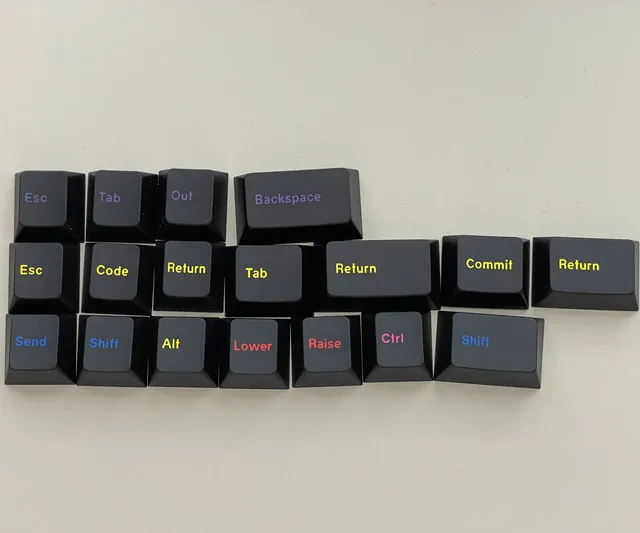 Esc Tab Out Backspace
Esc Code Return Tab Return Commit Return
Send Shift Alt Lower Raise Ctrl Shift